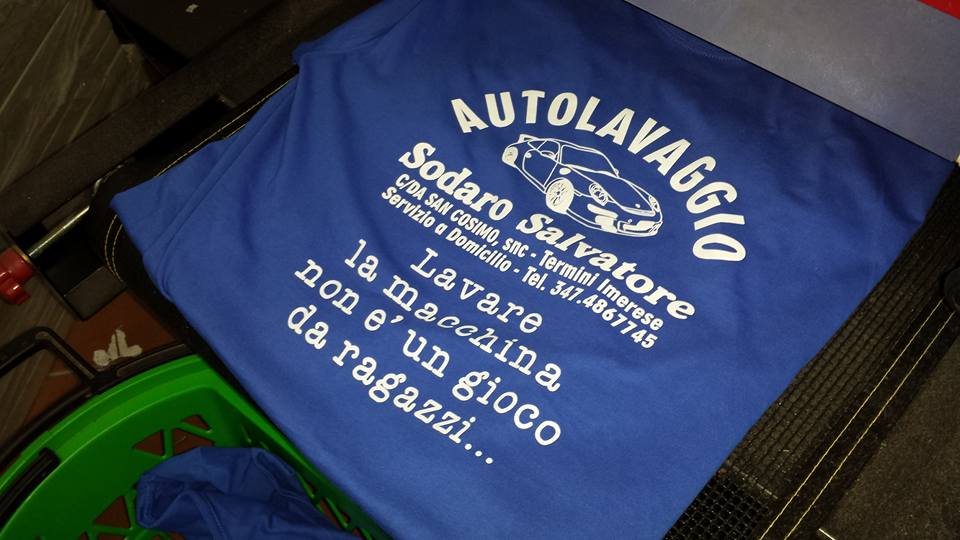 AUTOLAVAGGIO
Sodaro Salvatore
C/DA SAN COSIMO, snc - Termini Imerese
Servizio a Domicilio - Tel. 347.4867745
Lavare
la macchina
non e' un gioco
da ragazzi...